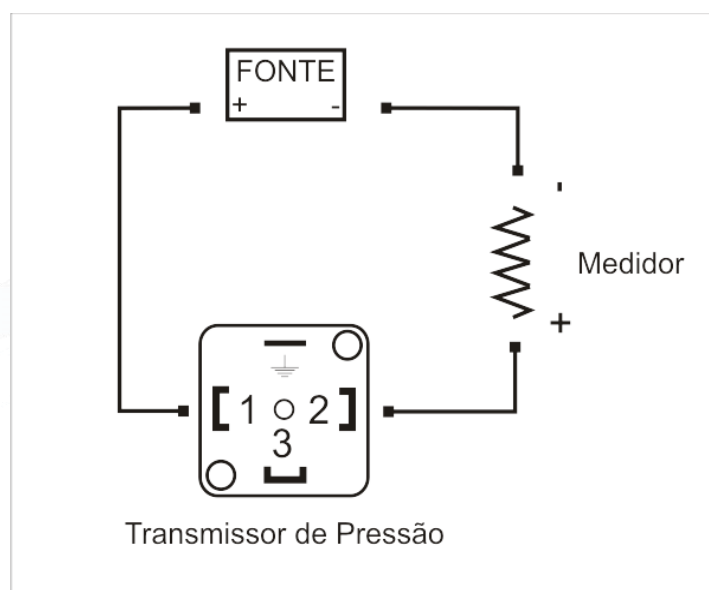 FONTE
+ -
-
Medidor
+
1 2
3
Transmissor de Pressão